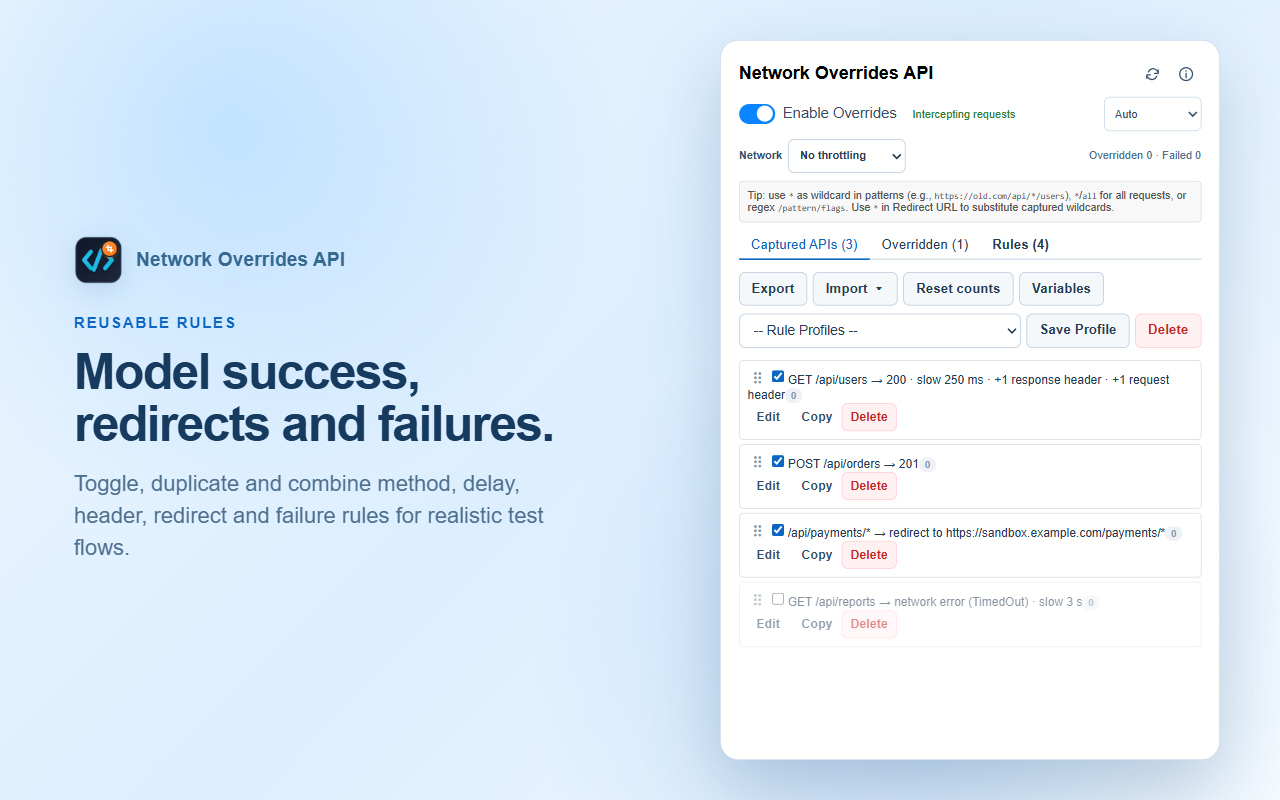 Network Overrides API
REUSABLE RULES
Model success,
redirects and failures.
Toggle, duplicate and combine method, delay,
header, redirect and failure rules for realistic test
flows.
Network Overrides API
Enable Overrides Intercepting requests Auto
Network No throttling Overridden 0 · Failed 0
Tip: use * as wildcard in patterns (e.g., https://old.com/api/*/users), */all for all requests, or
regex /pattern/flags. Use * in Redirect URL to substitute captured wildcards.
Captured APIs (3) Overridden (1) Rules (4)
Export Import Reset counts Variables
-- Rule Profiles -- Save Profile Delete
GET /api/users → 200 · slow 250 ms · +1 response header · +1 request
header 0
Edit Copy Delete
POST /api/orders → 201 0
Edit Copy Delete
/api/payments/* → redirect to https://sandbox.example.com/payments/* 0
Edit Copy Delete
GET /api/reports → network error (TimedOut) · slow 3 s 0
Edit Copy Delete